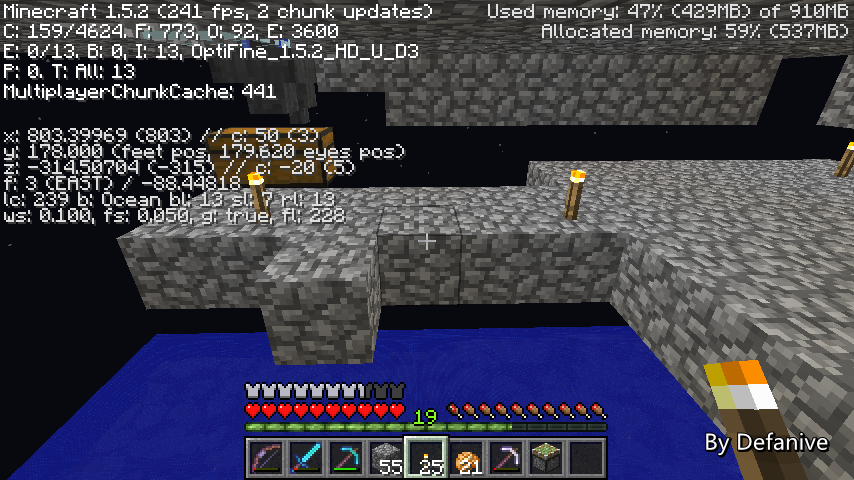 Minecraft 1.5.2 (241 fps, 2 chunk updates)
C: 159/4624, F: 773, O: 92, E: 3600
E: 0/13, B: 0, I: 13, OptiFine_1.5.2_HD_U_D3
P: 0. T: All: 13
MultiplayerChunkCache: 441
x: 803.39969 (803) // c: 50 (3)
y: 178.000 (feet pos, 179.620 eyes pos)
z: -314.50704 (-315) // c: -20 (5)
f: 3 (EAST) / -88.44818
lc: 239 b: Ocean bl: 13 sl: 7 rl: 13
ws: 0.100, fs: 0.050, g: true, fl: 228
Used memory: 47% (429MB) of 910MB
Allocated memory: 59% (537MB)
19
55 25 21
By Defanive